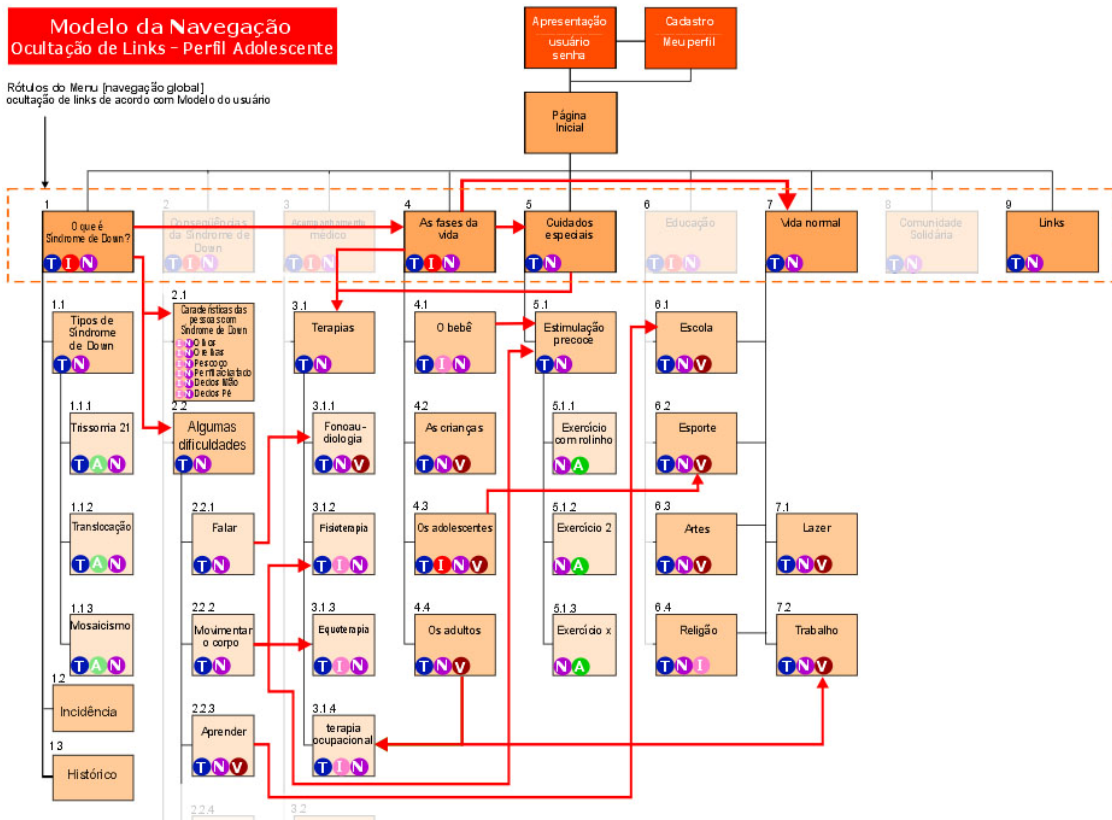 Modelo da Navegação
Ocultação de Links – Perfil Adolescente
Apresentação
usuário
senha
Cadastro
Meu perfil
Rótulos do Menu [navegação global]
ocultação de links de acordo com Modelo do usuário
Página
Inicial
1
O que é
Síndrome de Down?
T I N
2
Conseqüências
da Síndrome de
Down
T I N
3
Acompanhamento
médico
T I N
4
As fases da
vida
T I N
5
Cuidados
especiais
T N
6
Educação
T I N
7
Vida normal
T N
8
Comunidade
Solidária
T N
9
Links
T N
1.1
Tipos de
Síndrome
de Down
T N
2.1
Características das
pessoas com
Síndrome de Down
I N Olhos
I N Orelhas
I N Pescoço
I N Perfil achatado
I N Dedos Mão
I N Dedos Pé
3.1
Terapias
T N
4.1
O bebê
T I N
5.1
Estimulação
precoce
T N
6.1
Escola
T N V
1.1.1
Trissomia 21
T A N
2.2
Algumas
dificuldades
T N
3.1.1
Fonoau-
diologia
T N V
4.2
As crianças
T N V
5.1.1
Exercício
com rolinho
N A
6.2
Esporte
T N V
1.1.2
Translocação
T A N
2.2.1
Falar
T N
3.1.2
Fisioterapia
T I N
4.3
Os adolescentes
T I N V
5.1.2
Exercício 2
N A
6.3
Artes
T N V
7.1
Lazer
T N V
1.1.3
Mosaicismo
T A N
2.2.2
Movimentar
o corpo
T N
3.1.3
Equoterapia
T I N
4.4
Os adultos
T N V
5.1.3
Exercício x
N A
6.4
Religião
T N I
7.2
Trabalho
T N V
1.2
Incidência
2.2.3
Aprender
T N V
3.1.4
terapia
ocupacional
T I N
1.3
Histórico
2.2.4
3.2